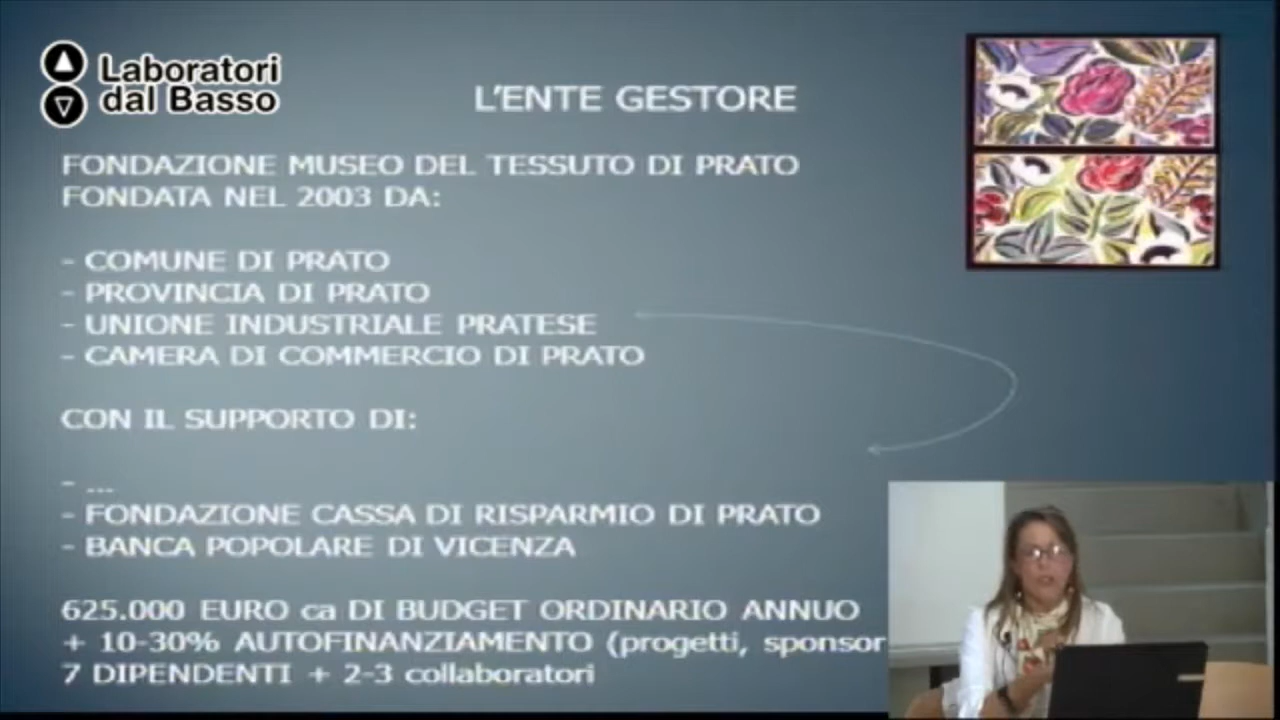 Laboratori
dal Basso
L'ENTE GESTORE
FONDAZIONE MUSEO DEL TESSUTO DI PRATO
FONDATA NEL 2003 DA:
- COMUNE DI PRATO
- PROVINCIA DI PRATO
- UNIONE INDUSTRIALE PRATESE
- CAMERA DI COMMERCIO DI PRATO
CON IL SUPPORTO DI:
- ...
- FONDAZIONE CASSA DI RISPARMIO DI PRATO
- BANCA POPOLARE DI VICENZA
625.000 EURO ca DI BUDGET ORDINARIO ANNUO
+ 10-30% AUTOFINANZIAMENTO (progetti, sponsor
7 DIPENDENTI + 2-3 collaboratori